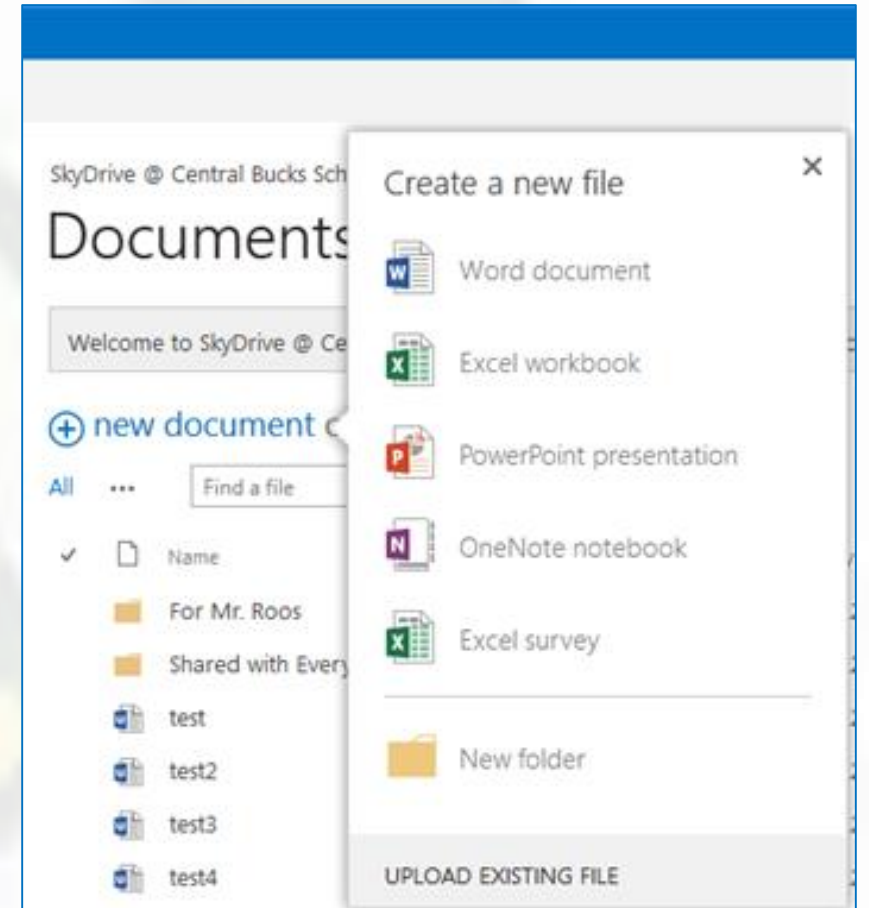 SkyDrive @ Central Bucks Sch
Documents
Welcome to SkyDrive @ Ce
new document
All ... Find a file
Name
For Mr. Roos
Shared with Every
test
test2
test3
test4
Create a new file
Word document
Excel workbook
PowerPoint presentation
OneNote notebook
Excel survey
New folder
UPLOAD EXISTING FILE